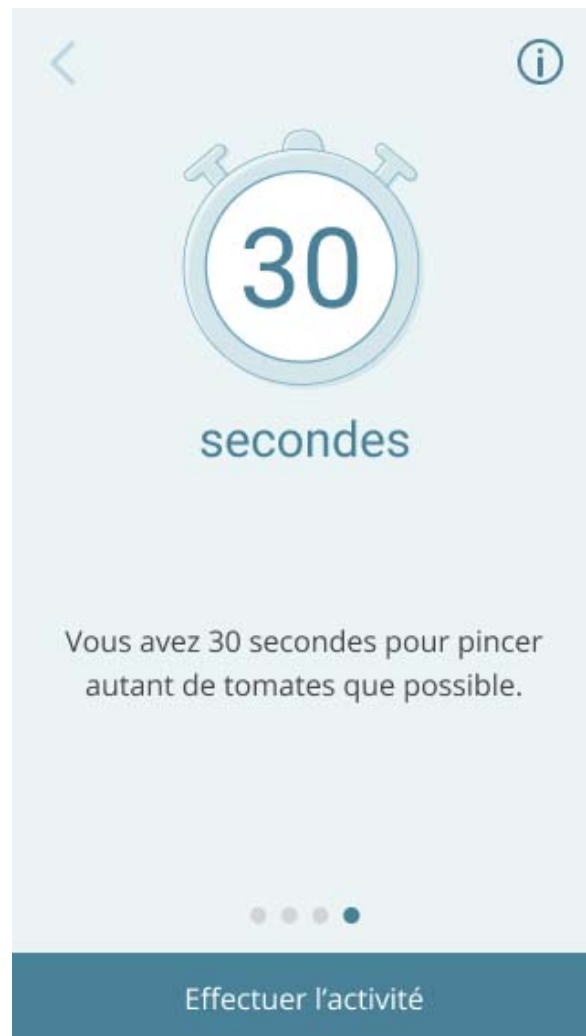 30
secondes
Vous avez 30 secondes pour pincer
autant de tomates que possible.
Effectuer l’activité